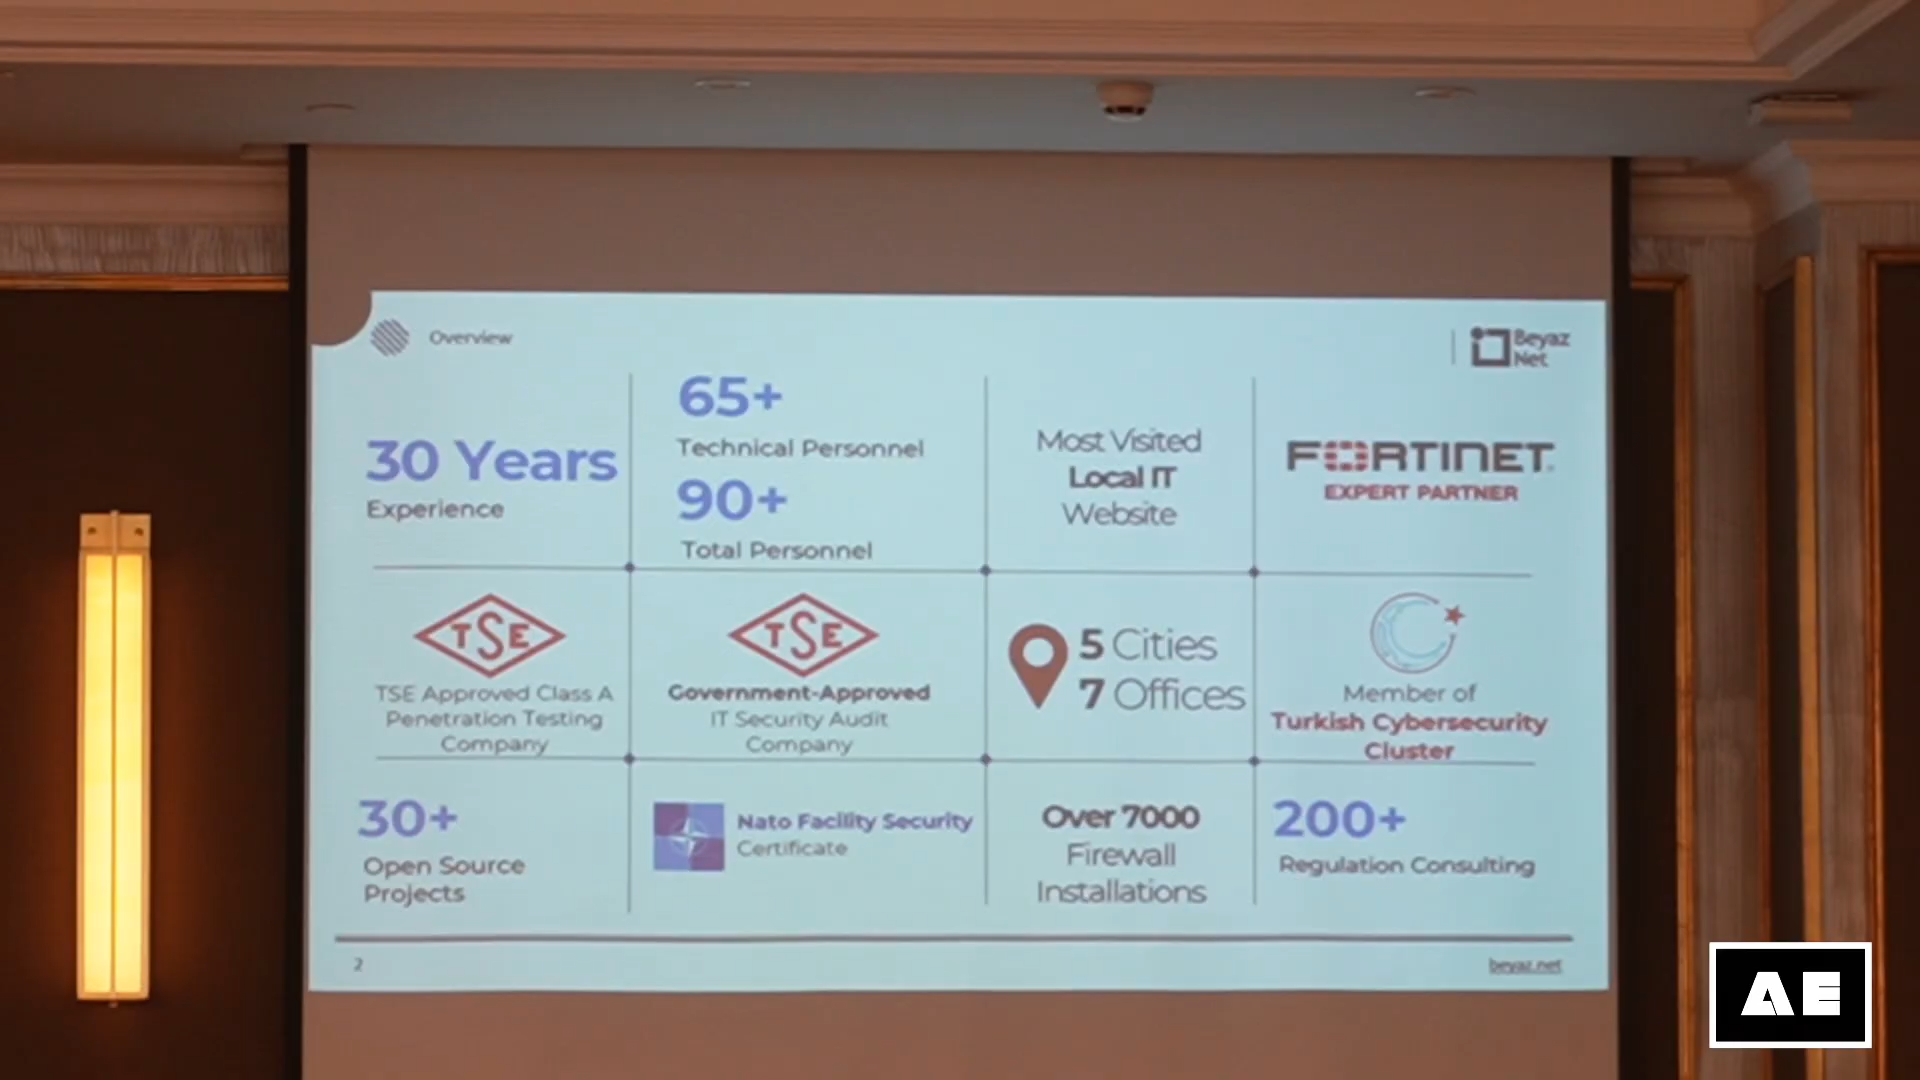 Overview
Beyaz
Net
30 Years
Experience
65+
Technical Personnel
90+
Total Personnel
Most Visited
Local IT
Website
FORTINET
EXPERT PARTNER
TSE
TSE Approved Class A
Penetration Testing
Company
TSE
Government-Approved
IT Security Audit
Company
5 Cities
7 Offices
Member of
Turkish Cybersecurity
Cluster
30+
Open Source
Projects
Nato Facility Security
Certificate
Over 7000
Firewall
Installations
200+
Regulation Consulting
2
beyaz.net
AE